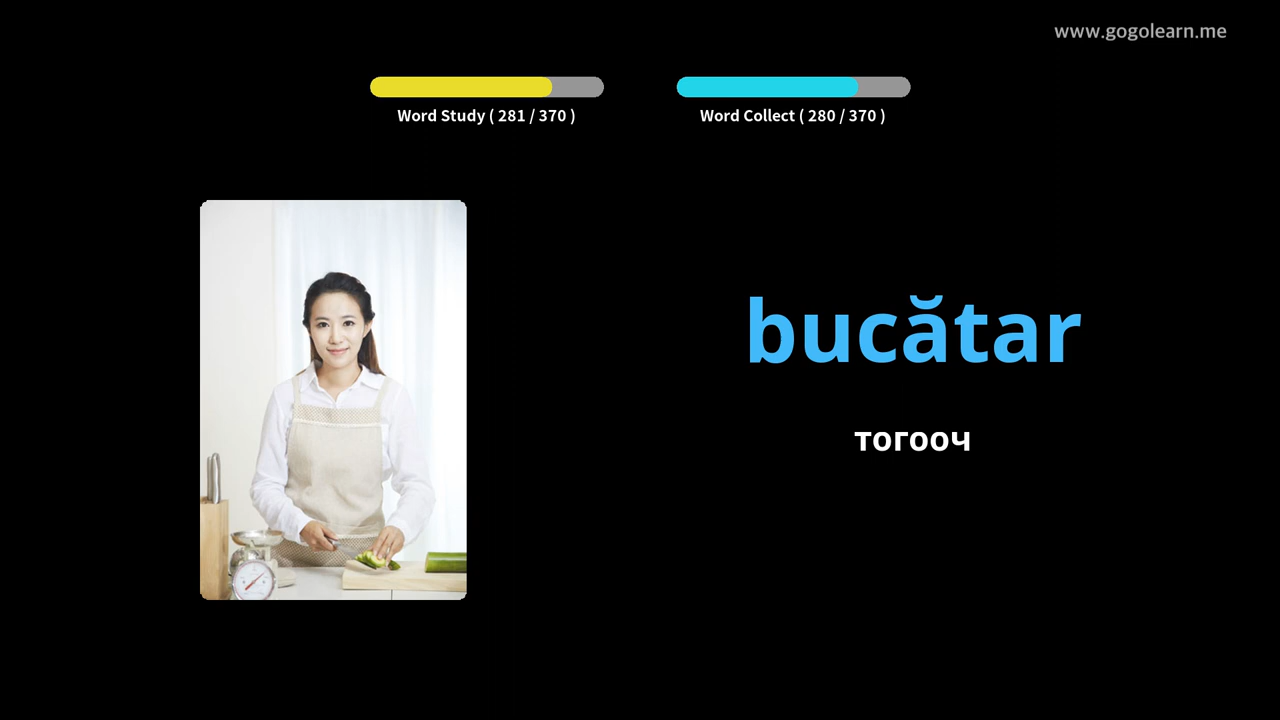 www.gogolearn.me
Word Study ( 281 / 370 )
Word Collect ( 280 / 370 )
bucătar
тогооч